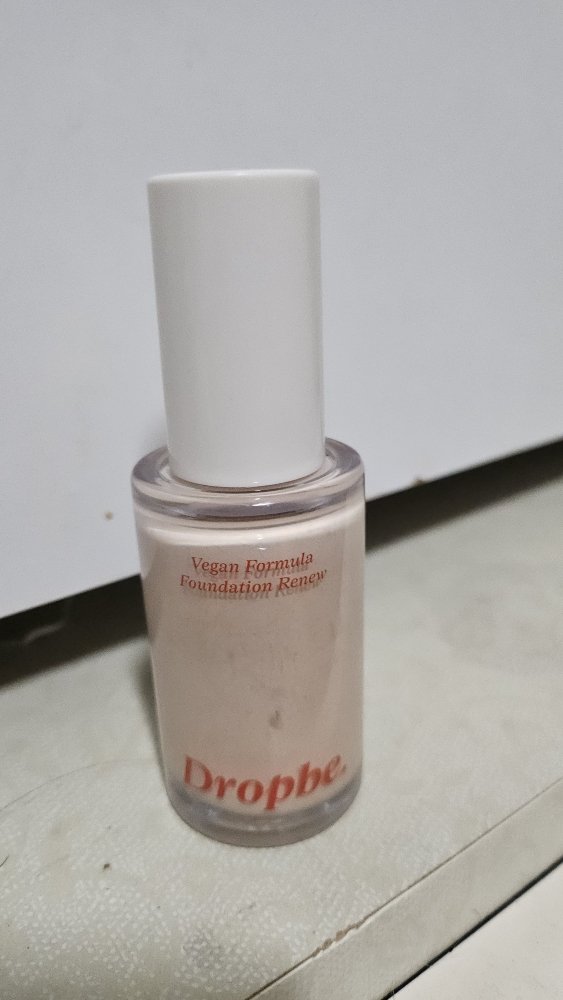 Vegan Formula
Foundation Renew
Dropbe.